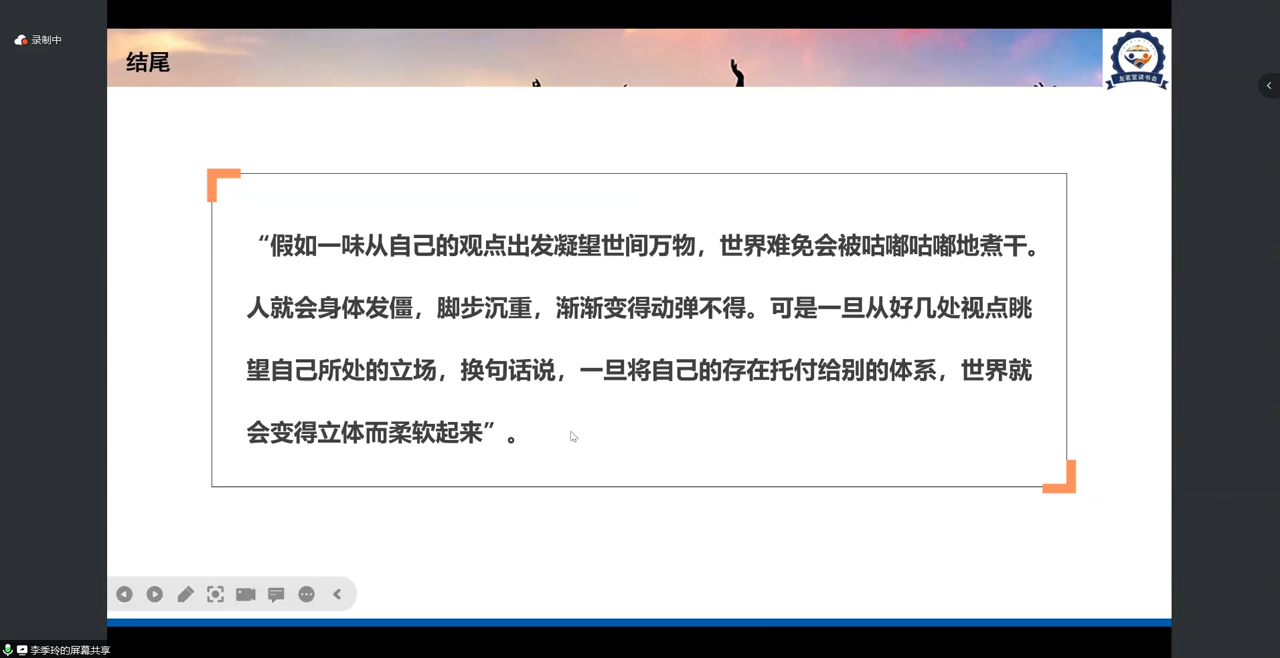 录制中
结尾
友茗堂读书会
“假如一味从自己的观点出发凝望世间万物，世界难免会被咕嘟咕嘟地煮干。
人就会身体发僵，脚步沉重，渐渐变得动弹不得。可是一旦从好几处视点眺
望自己所处的立场，换句话说，一旦将自己的存在托付给别的体系，世界就
会变得立体而柔软起来”。
李季玲的屏幕共享